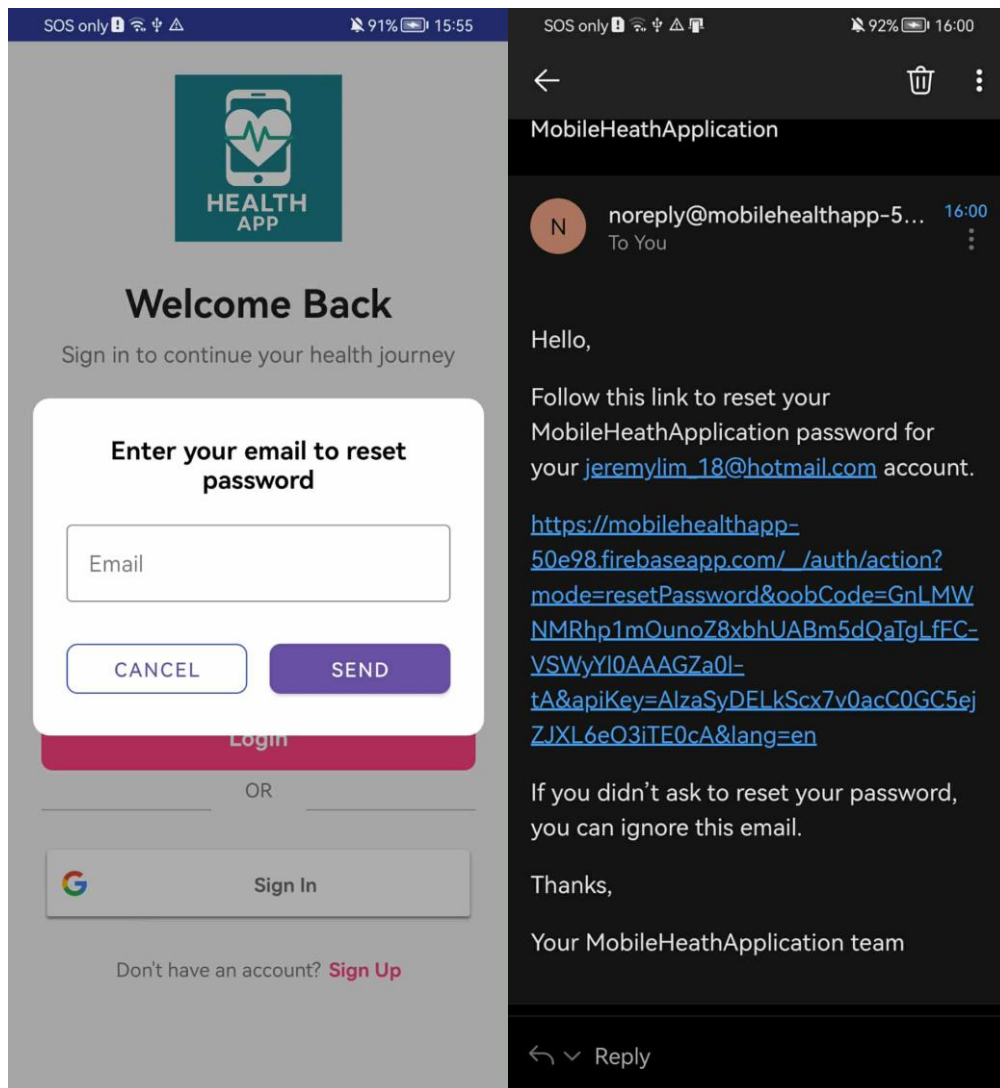 SOS only
91%
15:55
HEALTH
APP
Welcome Back
Sign in to continue your health journey
Enter your email to reset
password
Email
CANCEL
SEND
Login
OR
Sign In
Don't have an account? Sign Up
SOS only
92%
16:00
MobileHeathApplication
N
noreply@mobilehealthapp-5...
16:00
To You
Hello,
Follow this link to reset your
MobileHeathApplication password for
your jeremylim_18@hotmail.com account.
https://mobilehealthapp-
50e98.firebaseapp.com/__/auth/action?
mode=resetPassword&oobCode=GnLMW
NMRhp1mOunoZ8xbhUABm5dQaTgLfFC-
VSWyYl0AAAGZa0l-
tA&apiKey=AIzaSyDELkScx7v0acC0GC5ej
ZJXL6eO3iTE0cA&lang=en
If you didn’t ask to reset your password,
you can ignore this email.
Thanks,
Your MobileHeathApplication team
Reply